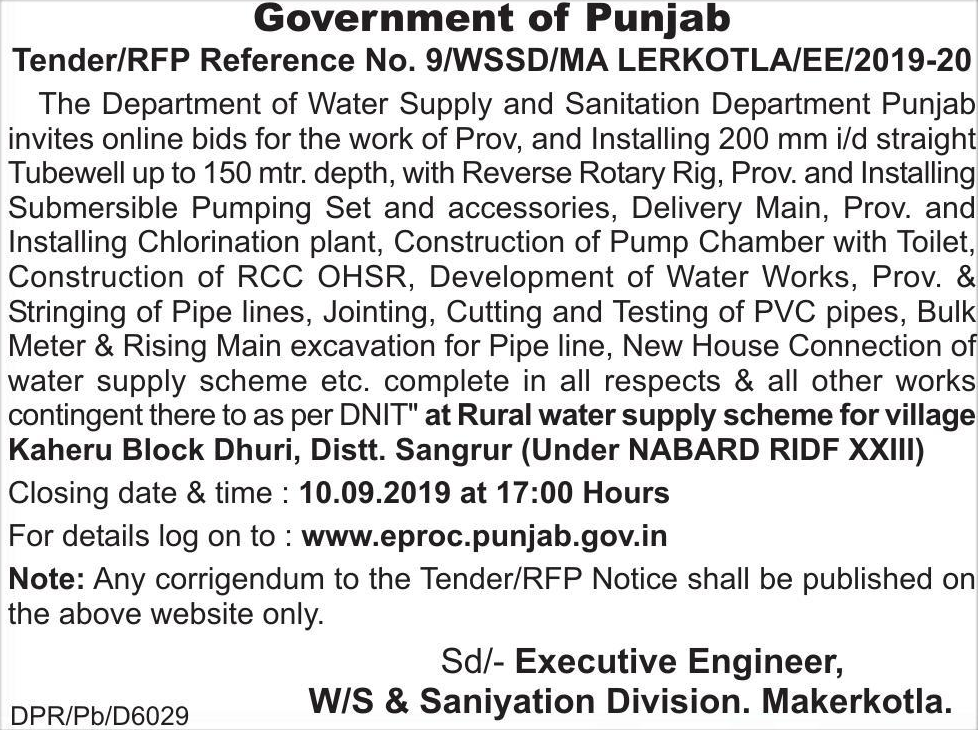 Government of Punjab
Tender/RFP Reference No. 9/WSSD/MA LERKOTLA/EE/2019-20
The Department of Water Supply and Sanitation Department Punjab
invites online bids for the work of Prov, and Installing 200 mm i/d straight
Tubewell up to 150 mtr. depth, with Reverse Rotary Rig, Prov. and Installing
Submersible Pumping Set and accessories, Delivery Main, Prov. and
Installing Chlorination plant, Construction of Pump Chamber with Toilet,
Construction of RCC OHSR, Development of Water Works, Prov. &
Stringing of Pipe lines, Jointing, Cutting and Testing of PVC pipes, Bulk
Meter & Rising Main excavation for Pipe line, New House Connection of
water supply scheme etc. complete in all respects & all other works
contingent there to as per DNIT" at Rural water supply scheme for village
Kaheru Block Dhuri, Distt. Sangrur (Under NABARD RIDF XXIII)
Closing date & time : 10.09.2019 at 17:00 Hours
For details log on to : www.eproc.punjab.gov.in
Note: Any corrigendum to the Tender/RFP Notice shall be published on
the above website only.
Sd/- Executive Engineer,
W/S & Saniyation Division. Makerkotla.
DPR/Pb/D6029